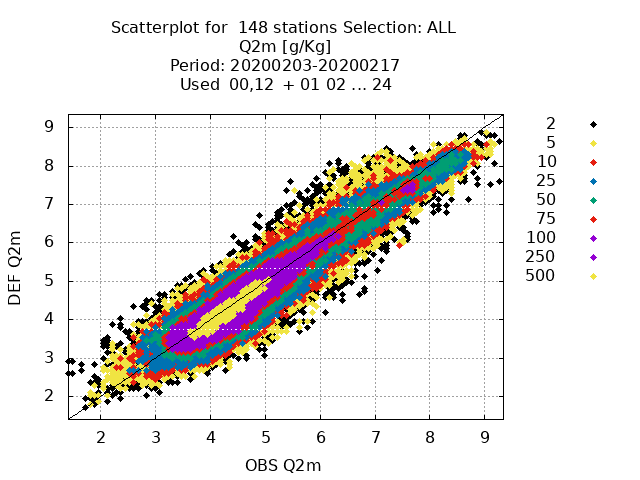 Scatterplot for 148 stations Selection: ALL
Q2m [g/Kg]
Period: 20200203-20200217
Used 00,12 + 01 02 ... 24
9
8
7
6
5
4
3
2
DEF Q2m
2 3 4 5 6 7 8 9
OBS Q2m
2
5
10
25
50
75
100
250
500